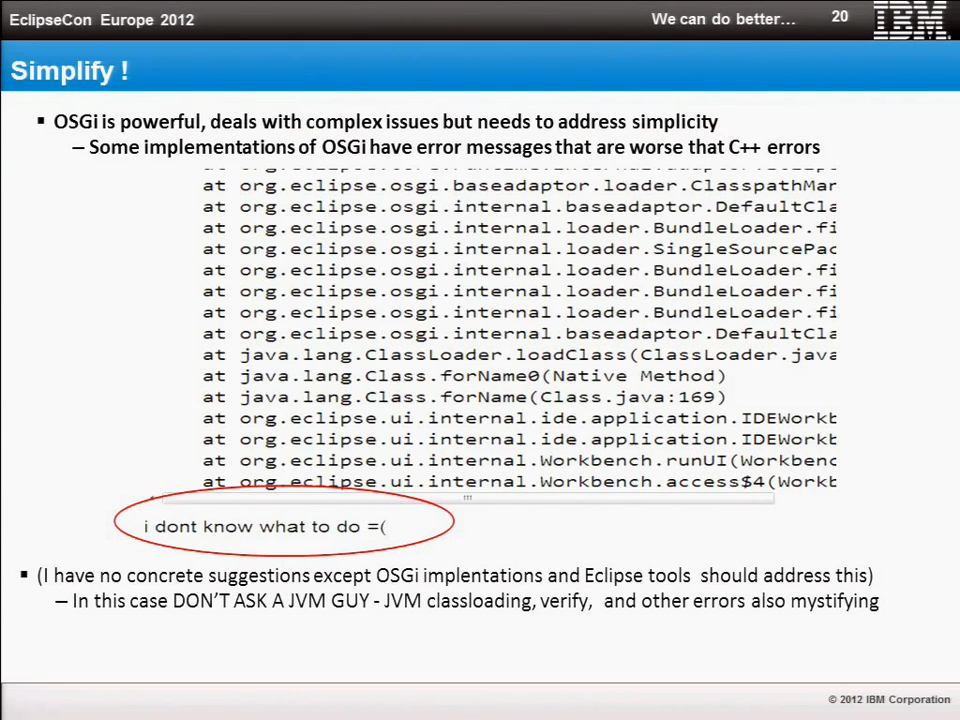 EclipseCon Europe 2012
We can do better...
20
IBM
Simplify !
▪ OSGi is powerful, deals with complex issues but needs to address simplicity
– Some implementations of OSGi have error messages that are worse that C++ errors
at org.eclipse.osgi.baseadaptor.loader.ClasspathMan
at org.eclipse.osgi.internal.baseadaptor.DefaultCla
at org.eclipse.osgi.internal.loader.BundleLoader.fi
at org.eclipse.osgi.internal.loader.SingleSourcePac
at org.eclipse.osgi.internal.loader.BundleLoader.fi
at org.eclipse.osgi.internal.loader.BundleLoader.fi
at org.eclipse.osgi.internal.loader.BundleLoader.fi
at org.eclipse.osgi.internal.baseadaptor.DefaultCla
at java.lang.ClassLoader.loadClass(ClassLoader.java
at java.lang.Class.forName0(Native Method)
at java.lang.Class.forName(Class.java:169)
at org.eclipse.ui.internal.ide.application.IDEWorkb
at org.eclipse.ui.internal.ide.application.IDEWorkb
at org.eclipse.ui.internal.Workbench.runUI(Workbenc
at org.eclipse.ui.internal.Workbench.access$4(Workb
i dont know what to do =(
▪ (I have no concrete suggestions except OSGi implentations and Eclipse tools should address this)
– In this case DON'T ASK A JVM GUY - JVM classloading, verify, and other errors also mystifying
© 2012 IBM Corporation